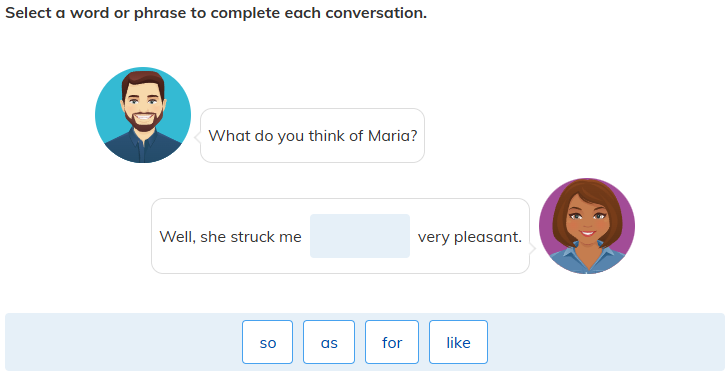 Select a word or phrase to complete each conversation.
What do you think of Maria?
Well, she struck me very pleasant.
so as for like